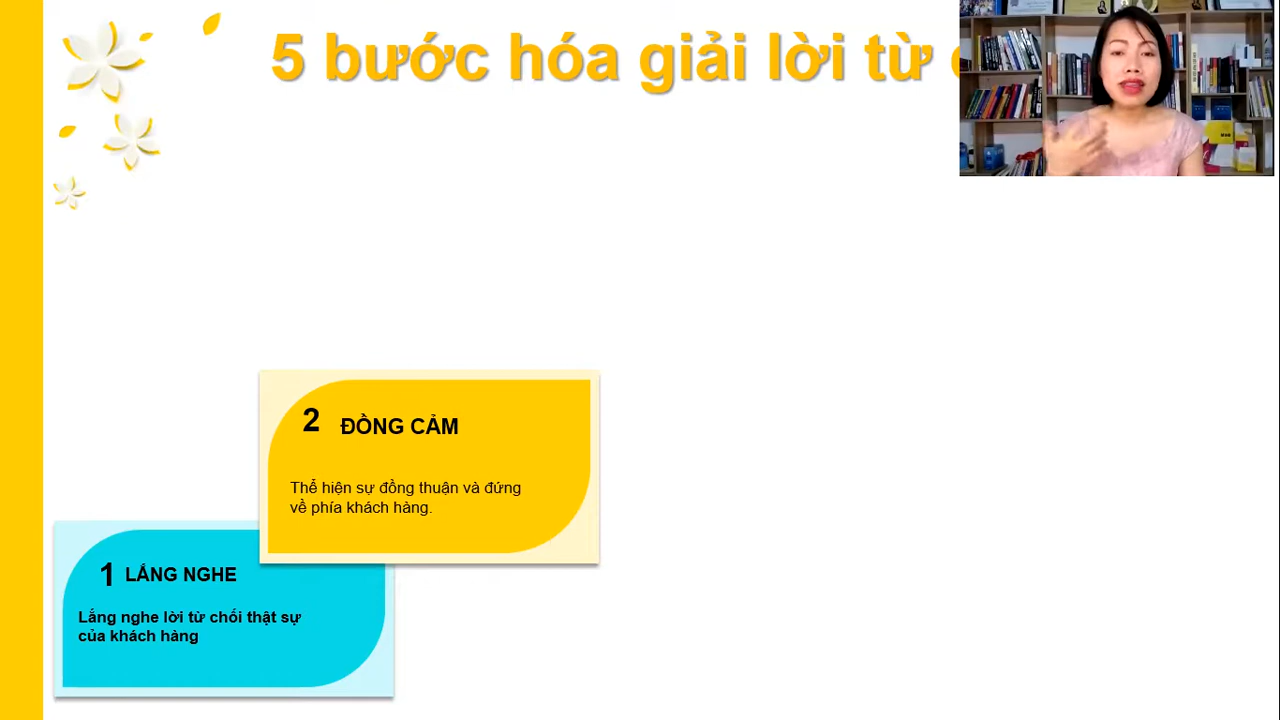 5 bước hóa giải lời từ
2 ĐỒNG CẢM
Thể hiện sự đồng thuận và đứng
về phía khách hàng.
1 LẮNG NGHE
Lắng nghe lời từ chối thật sự
của khách hàng